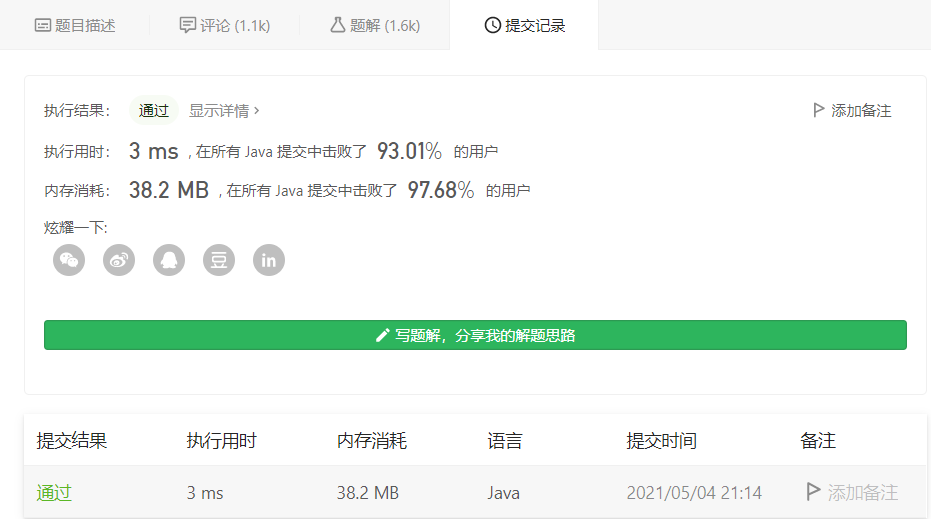 题目描述 评论 (1.1k) 题解 (1.6k) 提交记录
执行结果： 通过 显示详情 › 添加备注
执行用时： 3 ms , 在所有 Java 提交中击败了 93.01% 的用户
内存消耗： 38.2 MB , 在所有 Java 提交中击败了 97.68% 的用户
炫耀一下:
豆 in
写题解，分享我的解题思路
提交结果 执行用时 内存消耗 语言 提交时间 备注
通过 3 ms 38.2 MB Java 2021/05/04 21:14 添加备注